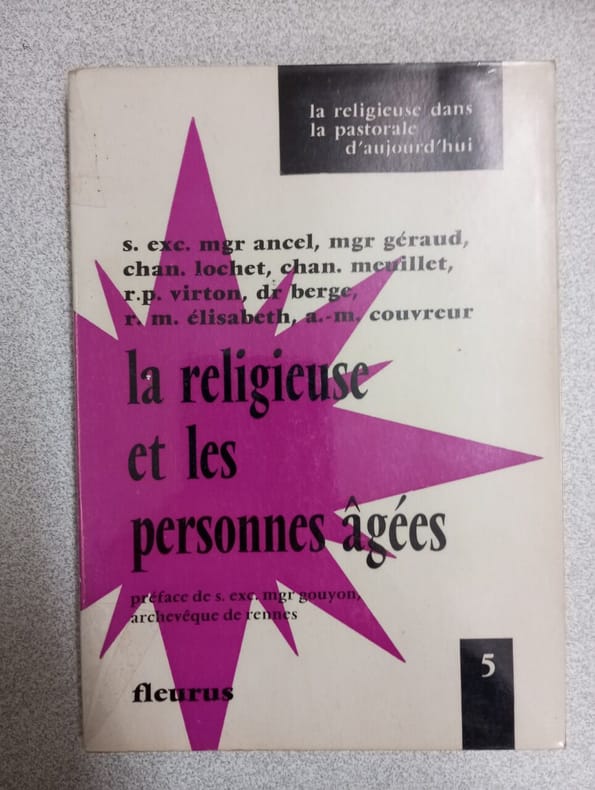 la religieuse dans
la pastorale
d'aujourd'hui
s. exc. mgr ancel, mgr géraud,
chan. lochet, chan. meuillet,
r.p. virton, dr berge,
r. m. élisabeth, a.-m. couvreur
la religieuse
et les
personnes âgées
préface de s. exc. mgr gouyon,
archevêque de rennes
fleurus
5